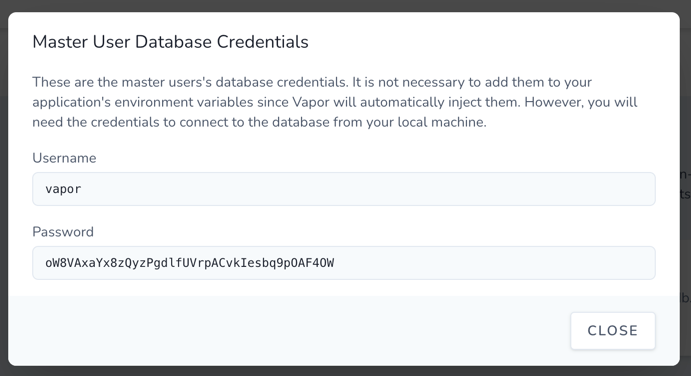 Master User Database Credentials
These are the master users's database credentials. It is not necessary to add them to your
application's environment variables since Vapor will automatically inject them. However, you will
need the credentials to connect to the database from your local machine.
Username
vapor
Password
oW8VAxaYx8zQyzPgdlfUVrpACvkIesbq9pOAF4OW
CLOSE